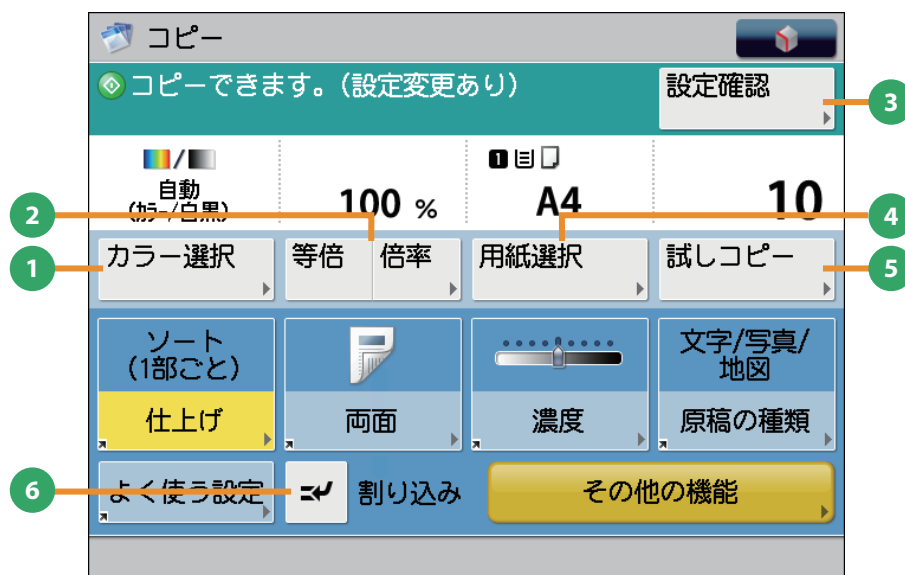 コピー
コピーできます。(設定変更あり)
設定確認
3
自動
(ｶﾗｰ/白黒)
100 %
1
A4
10
2
4
カラー選択
等倍
倍率
用紙選択
試しコピー
1
5
ソート
(1部ごと)
文字/写真/
地図
仕上げ
両面
濃度
原稿の種類
6
よく使う設定
割り込み
その他の機能